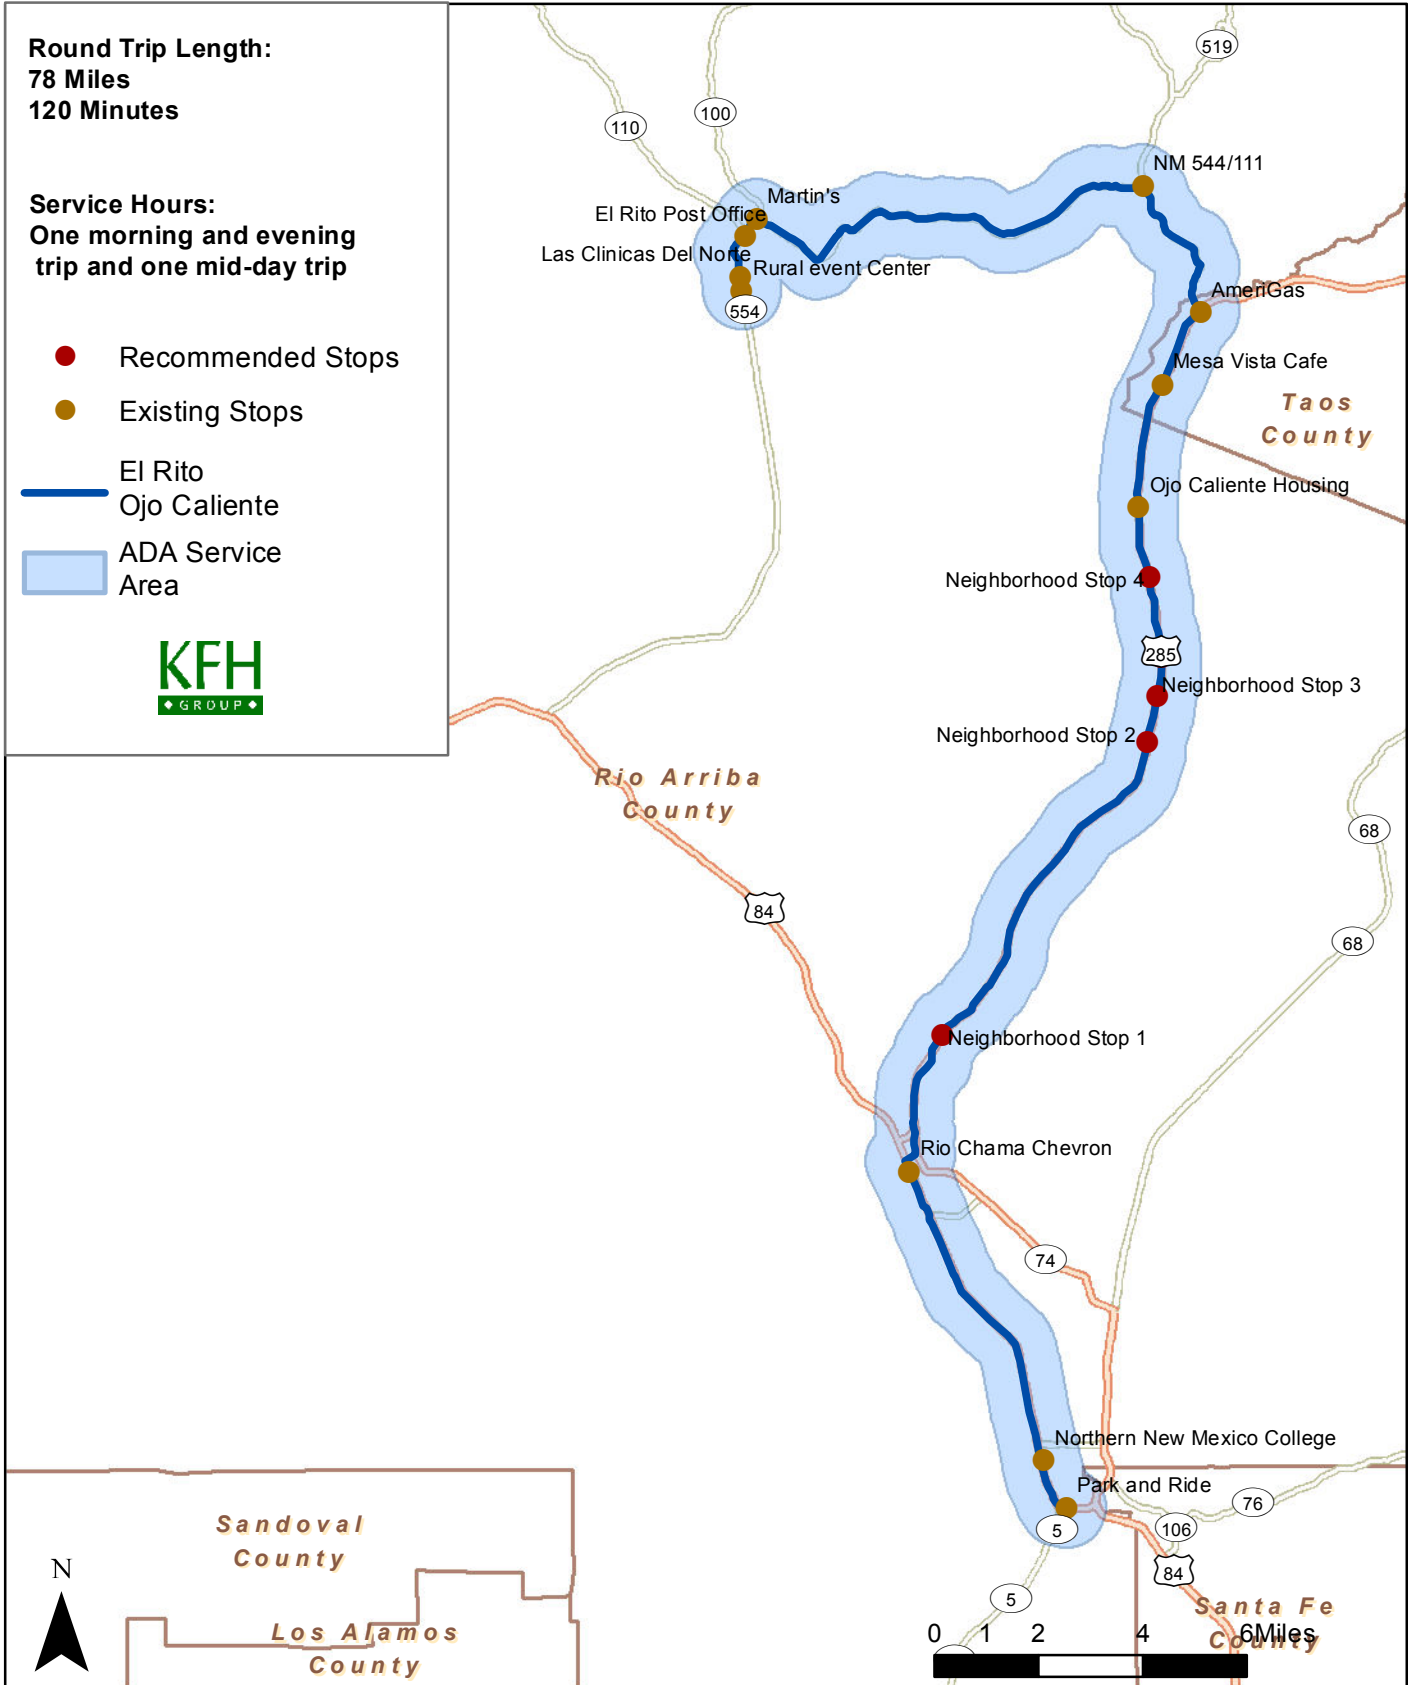 Round Trip Length:
78 Miles
120 Minutes
Service Hours:
One morning and evening
trip and one mid-day trip
Recommended Stops
Existing Stops
El Rito
Ojo Caliente
ADA Service
Area
KFH
GROUP
519
100
110
NM 544/111
Martin's
El Rito Post Office
Las Clinicas Del Norte
Rural event Center
554
AmeriGas
Mesa Vista Cafe
Taos
County
Ojo Caliente Housing
Neighborhood Stop 4
285
Neighborhood Stop 3
Neighborhood Stop 2
Rio Arriba
County
68
84
68
Neighborhood Stop 1
Rio Chama Chevron
74
Northern New Mexico College
Park and Ride
76
5
106
84
Sandoval
County
5
Santa Fe
County
N
Los Alamos
County
0 1 2 4 6Miles